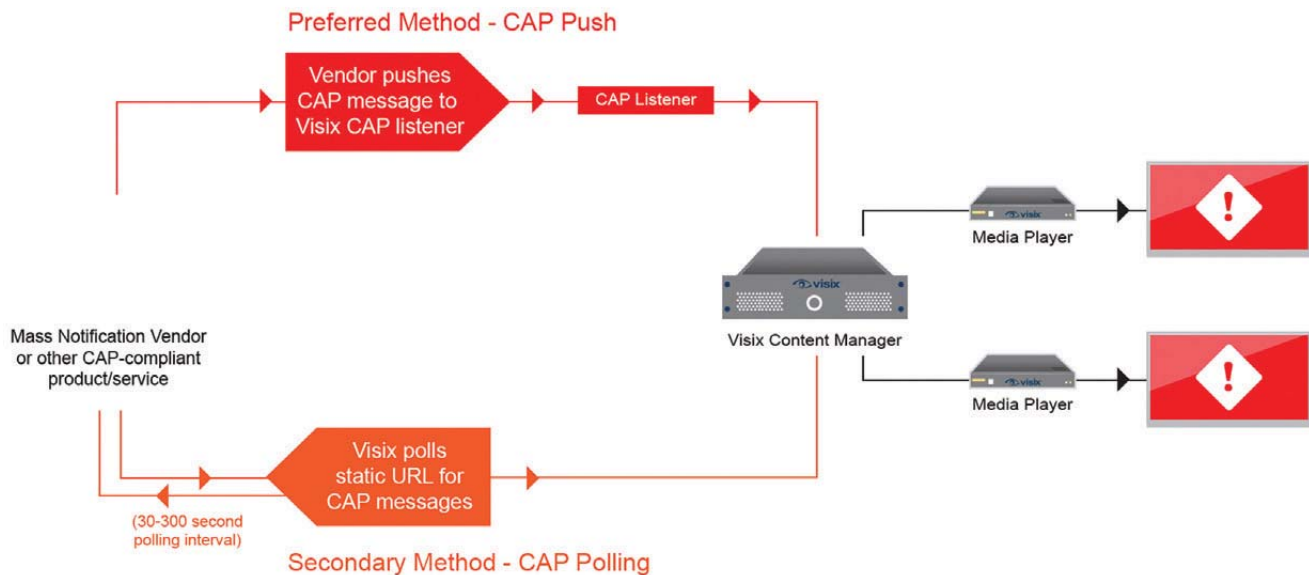 Preferred Method - CAP Push
Vendor pushes
CAP message to
Visix CAP listener
CAP Listener
visix
Media Player
!
visix
Visix Content Manager
Mass Notification Vendor
or other CAP-compliant
product/service
visix
Media Player
!
Visix polls
static URL for
CAP messages
(30-300 second
polling interval)
Secondary Method - CAP Polling